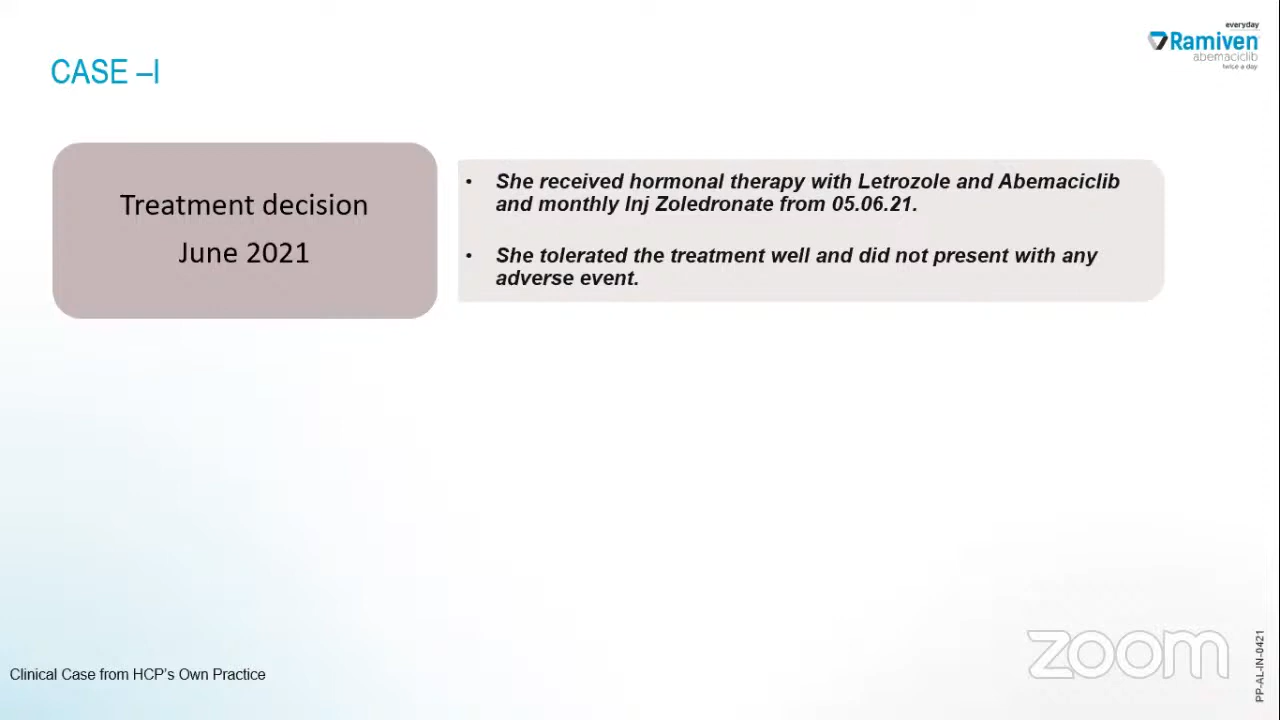 everyday
Ramiven
abemaciclib
twice a day
CASE –I
Treatment decision
June 2021
• She received hormonal therapy with Letrozole and Abemaciclib
and monthly Inj Zoledronate from 05.06.21.
• She tolerated the treatment well and did not present with any
adverse event.
Clinical Case from HCP's Own Practice
zoom
PP-AL-IN-0421